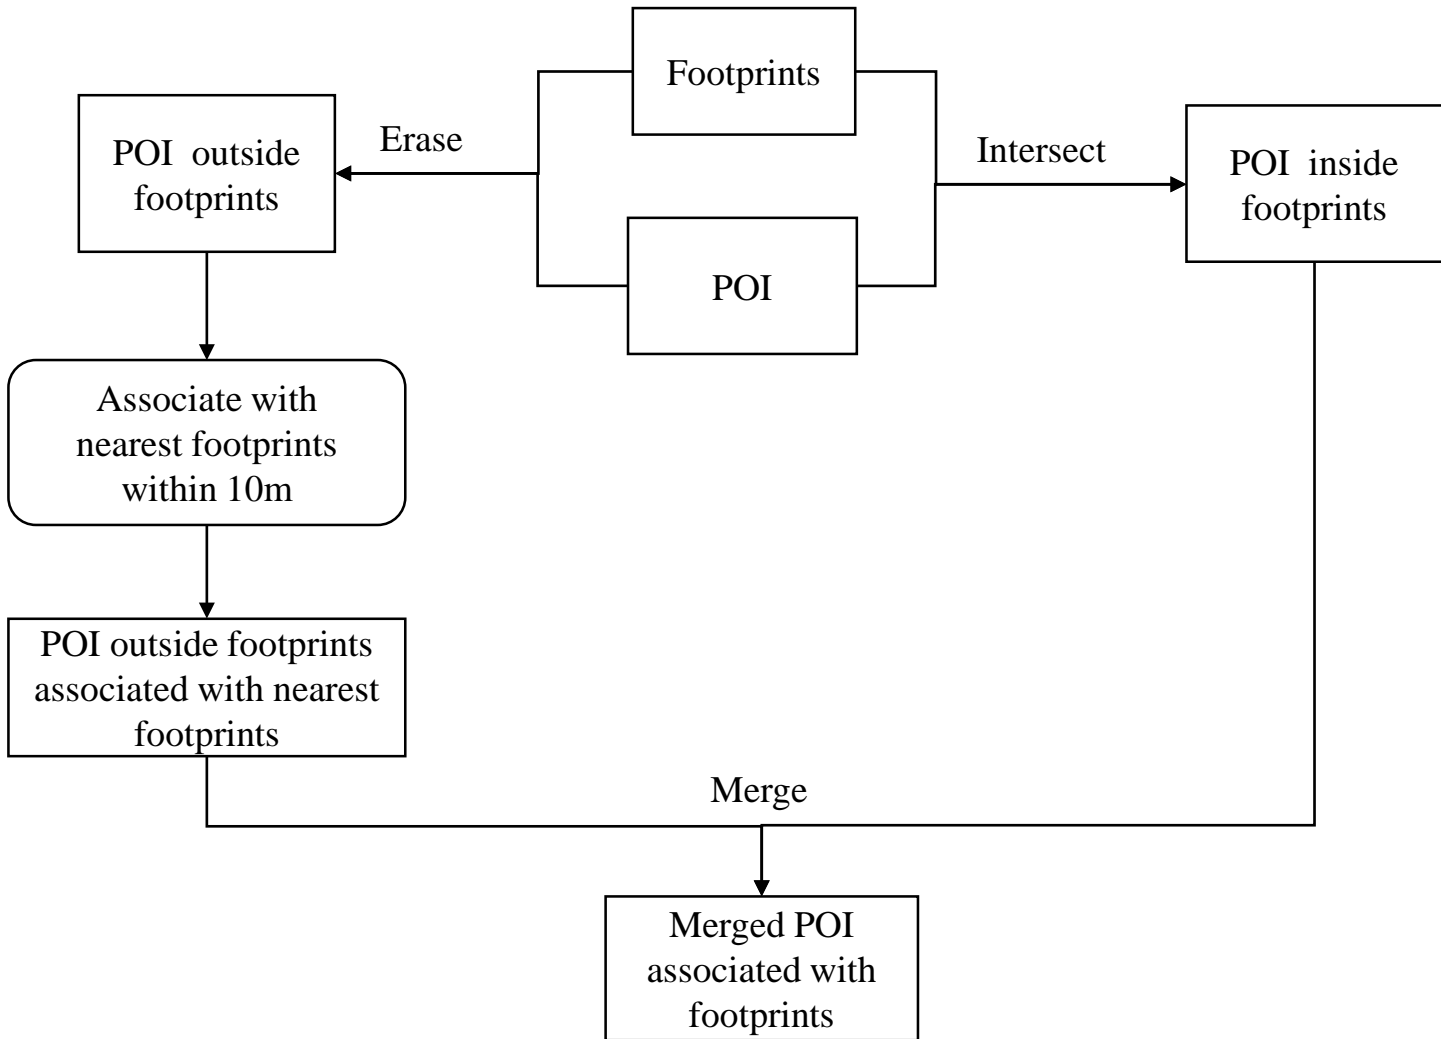 Footprints
Erase
Intersect
POI  outside
footprints
POI  inside
footprints
POI
Associate with
nearest footprints
within 10m
POI outside footprints
associated with nearest
footprints
Merge
Merged POI
associated with
footprints